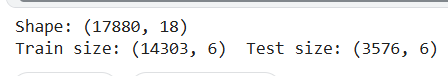 Shape: (17880, 18)
Train size: (14303, 6)  Test size: (3576, 6)